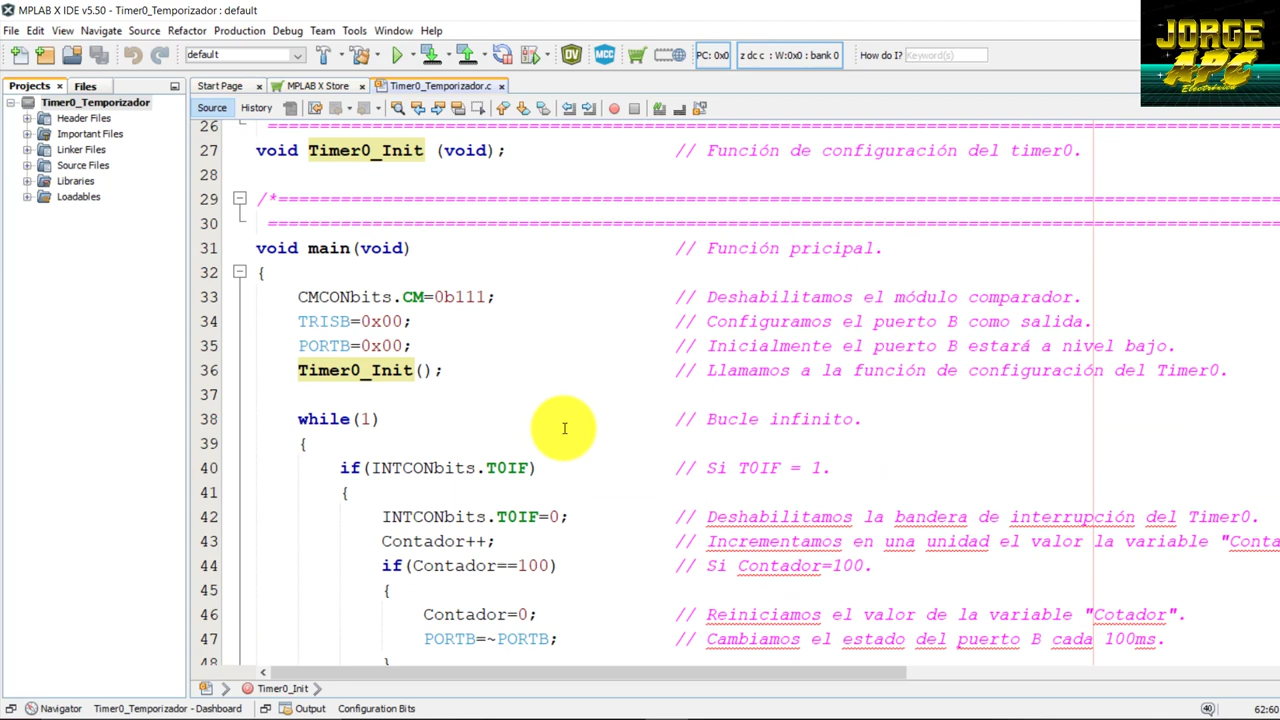 MPLAB X IDE v5.50 - Timer0_Temporizador : default
File Edit View Navigate Source Refactor Production Debug Team Tools Window Help
default
DV MCC PC: 0x0 z dc c : W:0x0 : bank 0 How do I? Keyword(s)
JORGE
APC
Electrónica
Projects Files Start Page MPLAB X Store Timer0_Temporizador.c
Timer0_Temporizador
Header Files
Important Files
Linker Files
Source Files
Libraries
Loadables
Source History
26 ================================================================
27 void Timer0_Init (void); // Función de configuración del timer0.
28
29 /*================================================================
30 ================================================================
31 void main(void) // Función pricipal.
32 {
33 CMCONbits.CM=0b111; // Deshabilitamos el módulo comparador.
34 TRISB=0x00; // Configuramos el puerto B como salida.
35 PORTB=0x00; // Inicialmente el puerto B estará a nivel bajo.
36 Timer0_Init(); // Llamamos a la función de configuración del Timer0.
37
38 while(1) // Bucle infinito.
39 {
40 if(INTCONbits.T0IF) // Si T0IF = 1.
41 {
42 INTCONbits.T0IF=0; // Deshabilitamos la bandera de interrupción del Timer0.
43 Contador++; // Incrementamos en una unidad el valor la variable "Conta
44 if(Contador==100) // Si Contador=100.
45 {
46 Contador=0; // Reiniciamos el valor de la variable "Cotador".
47 PORTB=~PORTB; // Cambiamos el estado del puerto B cada 100ms.
48 }
Timer0_Init
Navigator Timer0_Temporizador - Dashboard Output Configuration Bits 40 62:60